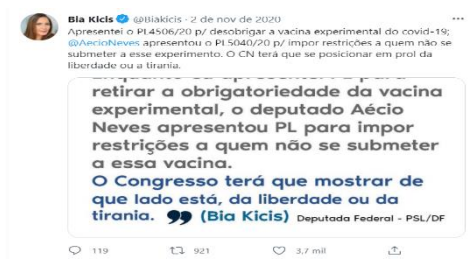 Bia Kicis @Biakicis · 2 de nov de 2020
Apresentei o PL4506/20 p/ desobrigar a vacina experimental do covid-19;
@AecioNeves apresentou o PL5040/20 p/ impor restrições a quem não se
submeter a esse experimento. O CN terá que se posicionar em prol da
liberdade ou a tirania.
retirar a obrigatoriedade da vacina
experimental, o deputado Aécio
Neves apresentou PL para impor
restrições a quem não se submeter
a essa vacina.
O Congresso terá que mostrar de
que lado está, da liberdade ou da
tirania. (Bia Kicis) Deputada Federal - PSL/DF
119 921 3,7 mil